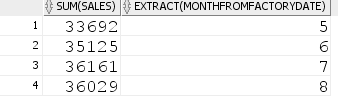 SUM(SALES) EXTRACT(MONTHFROMFACTORYDATE)
1 33692 5
2 35125 6
3 36161 7
4 36029 8